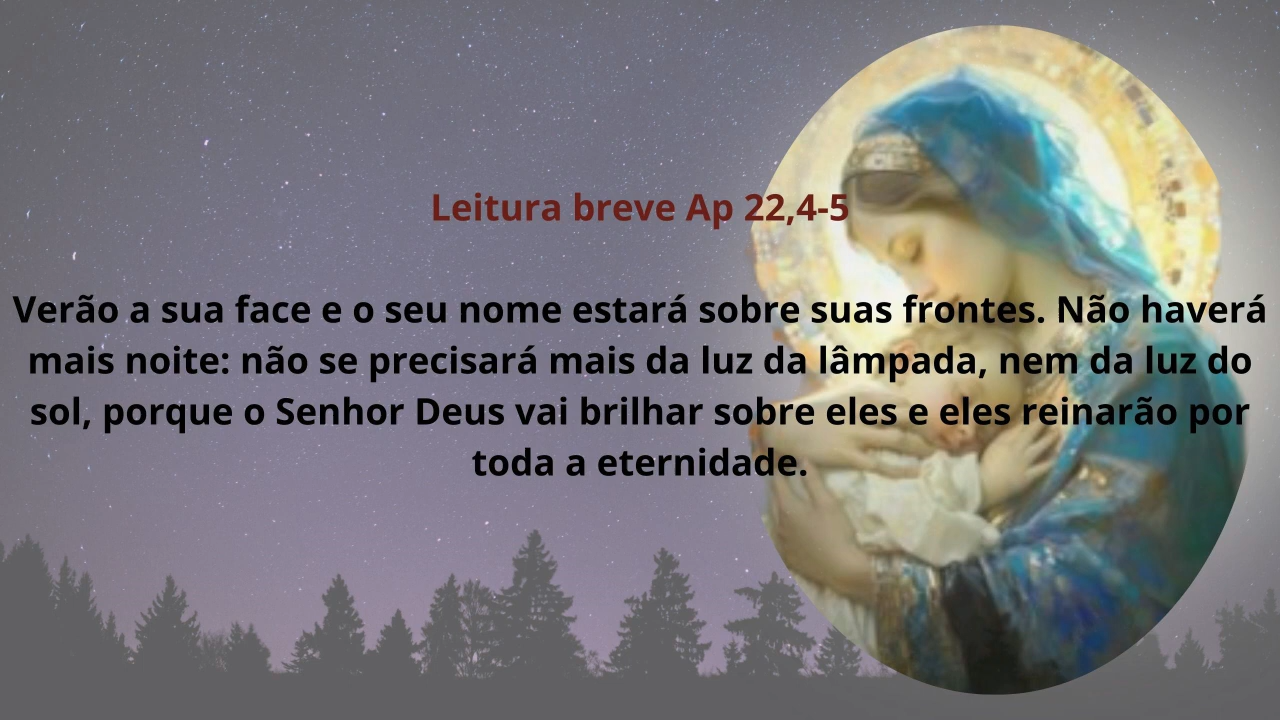 Leitura breve Ap 22,4-5
Verão a sua face e o seu nome estará sobre suas frontes. Não haverá
mais noite: não se precisará mais da luz da lâmpada, nem da luz do
sol, porque o Senhor Deus vai brilhar sobre eles e eles reinarão por
toda a eternidade.